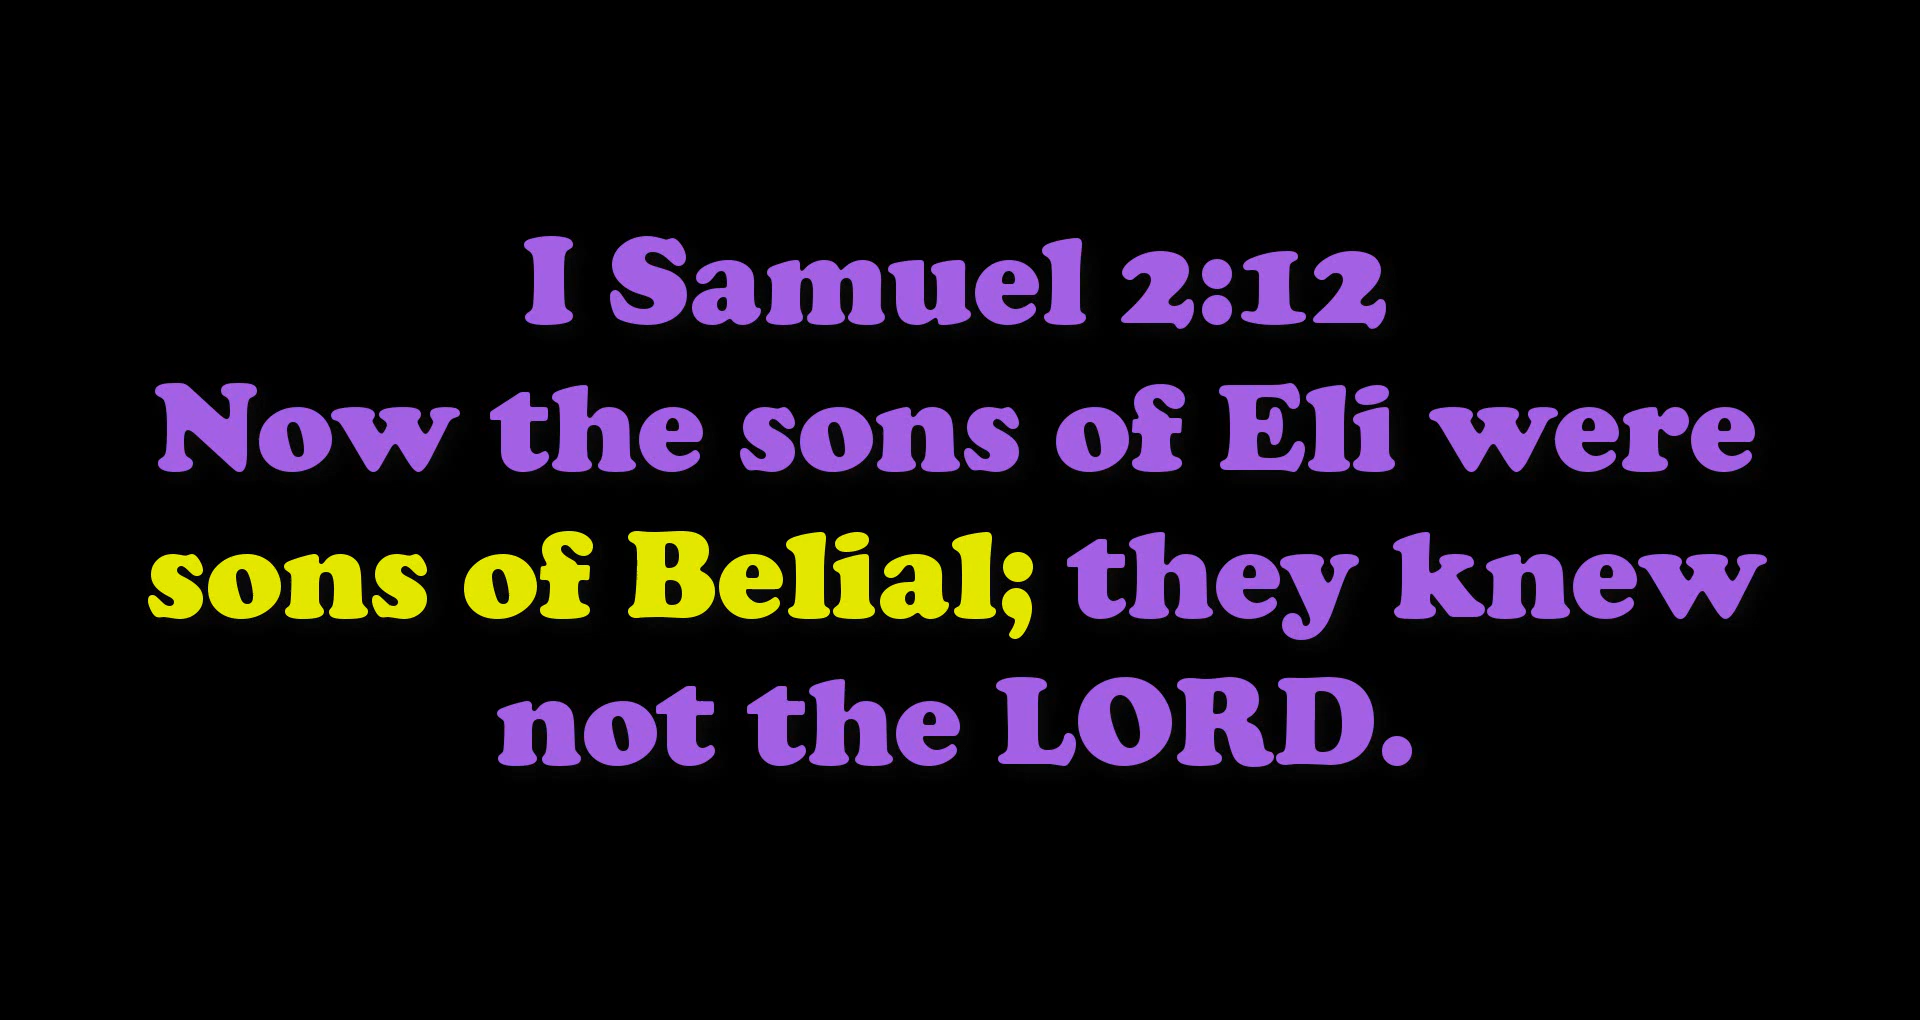 I Samuel 2:12
Now the sons of Eli were
sons of Belial; they knew
not the LORD.